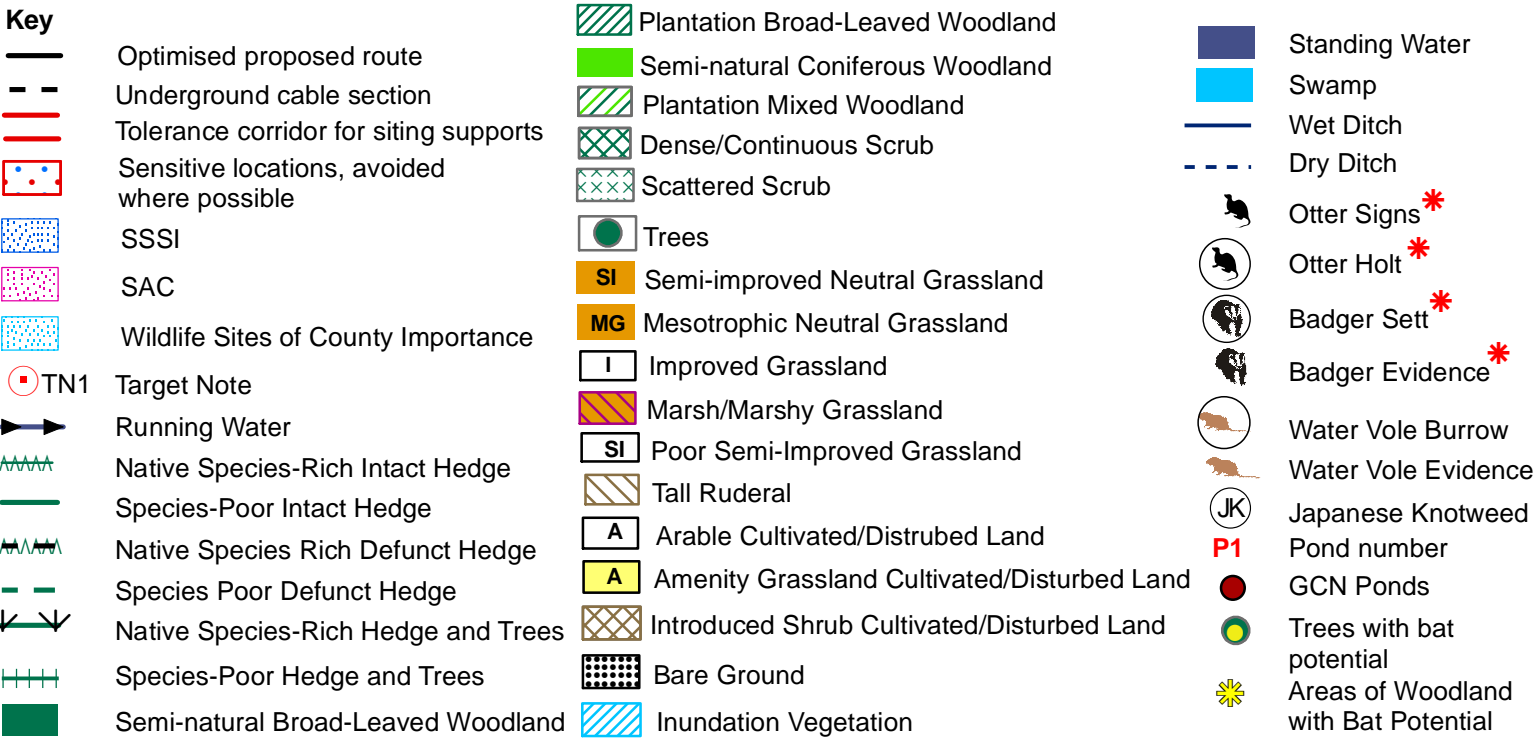 Key
Optimised proposed route
Underground cable section
Tolerance corridor for siting supports
Sensitive locations, avoided
where possible
SSSI
SAC
Wildlife Sites of County Importance
TN1 Target Note
Running Water
Native Species-Rich Intact Hedge
Species-Poor Intact Hedge
Native Species Rich Defunct Hedge
Species Poor Defunct Hedge
Native Species-Rich Hedge and Trees
Species-Poor Hedge and Trees
Semi-natural Broad-Leaved Woodland
Plantation Broad-Leaved Woodland
Semi-natural Coniferous Woodland
Plantation Mixed Woodland
Dense/Continuous Scrub
Scattered Scrub
Trees
SI Semi-improved Neutral Grassland
MG Mesotrophic Neutral Grassland
I Improved Grassland
Marsh/Marshy Grassland
SI Poor Semi-Improved Grassland
Tall Ruderal
A Arable Cultivated/Distrubed Land
A Amenity Grassland Cultivated/Disturbed Land
Introduced Shrub Cultivated/Disturbed Land
Bare Ground
Inundation Vegetation
Standing Water
Swamp
Wet Ditch
Dry Ditch
Otter Signs*
Otter Holt*
Badger Sett*
Badger Evidence*
Water Vole Burrow
Water Vole Evidence
JK Japanese Knotweed
P1 Pond number
GCN Ponds
Trees with bat
potential
Areas of Woodland
with Bat Potential